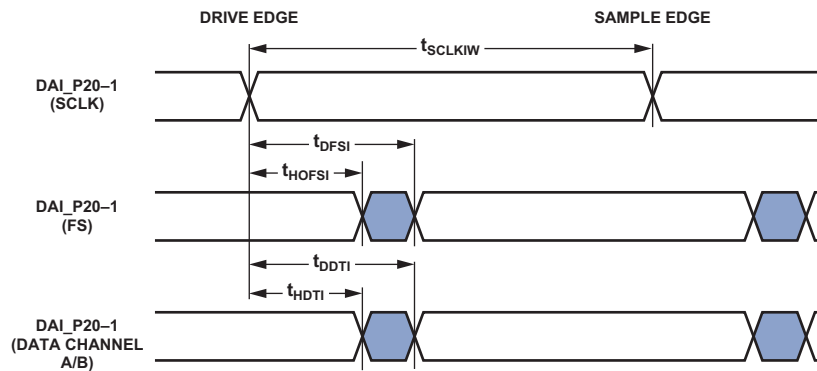 DRIVE EDGE
SAMPLE EDGE
tSCLKIW
DAI_P20–1
(SCLK)
tDFSI
tHOFSI
DAI_P20–1
(FS)
tDDTI
tHDTI
DAI_P20–1
(DATA CHANNEL
A/B)